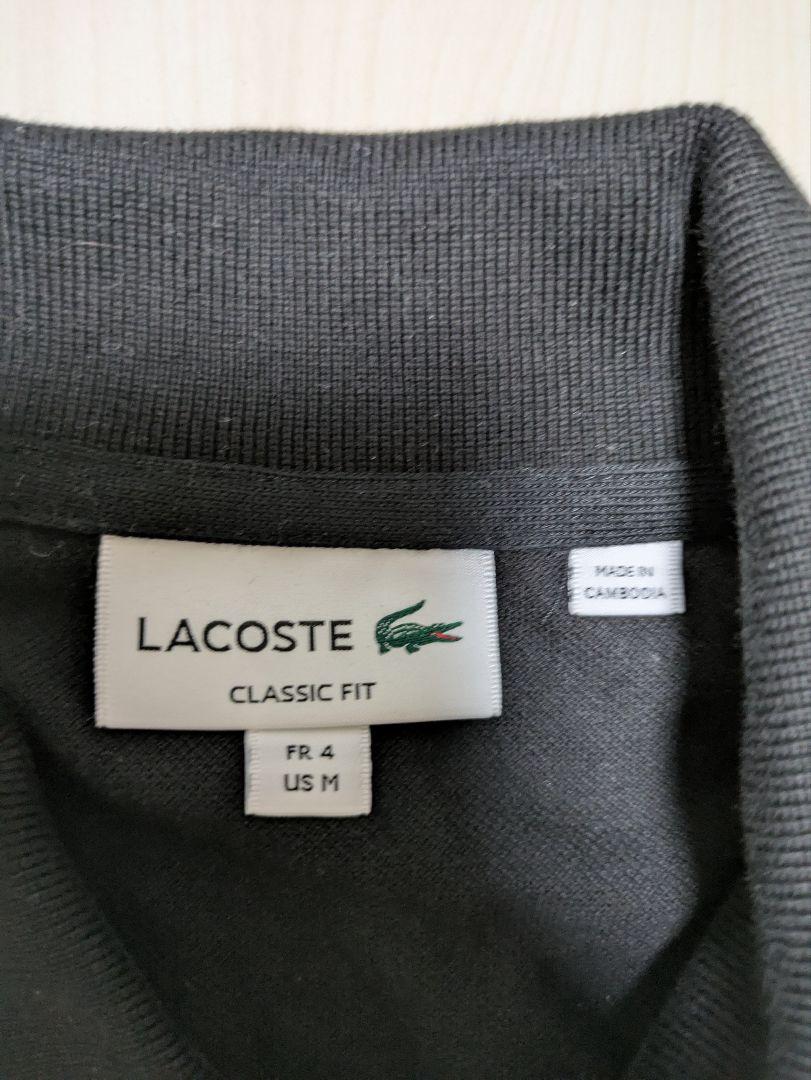 LACOSTE
CLASSIC FIT
FR 4
US M
MADE IN
CAMBODIA